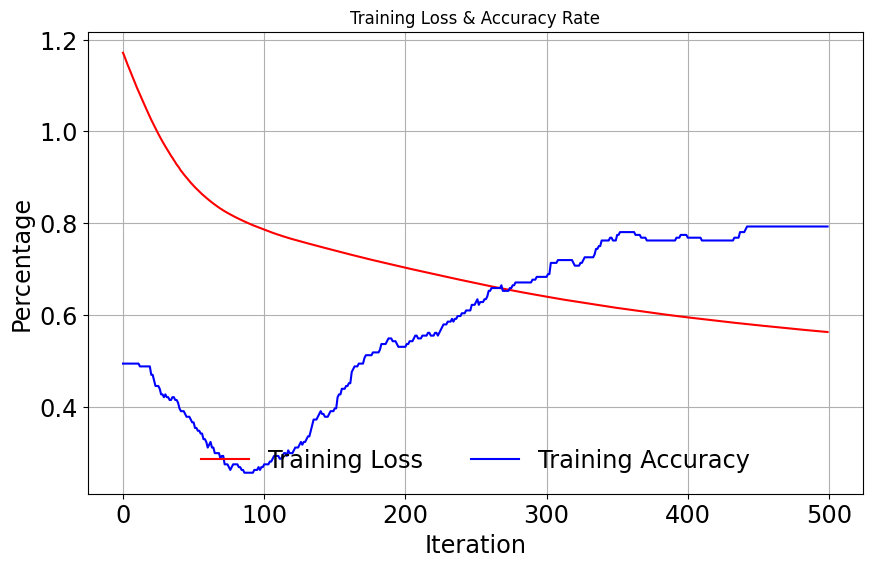 Training Loss & Accuracy Rate
1.2
1.0
0.8
0.6
0.4
Percentage
Training Loss
Training Accuracy
0 100 200 300 400 500
Iteration